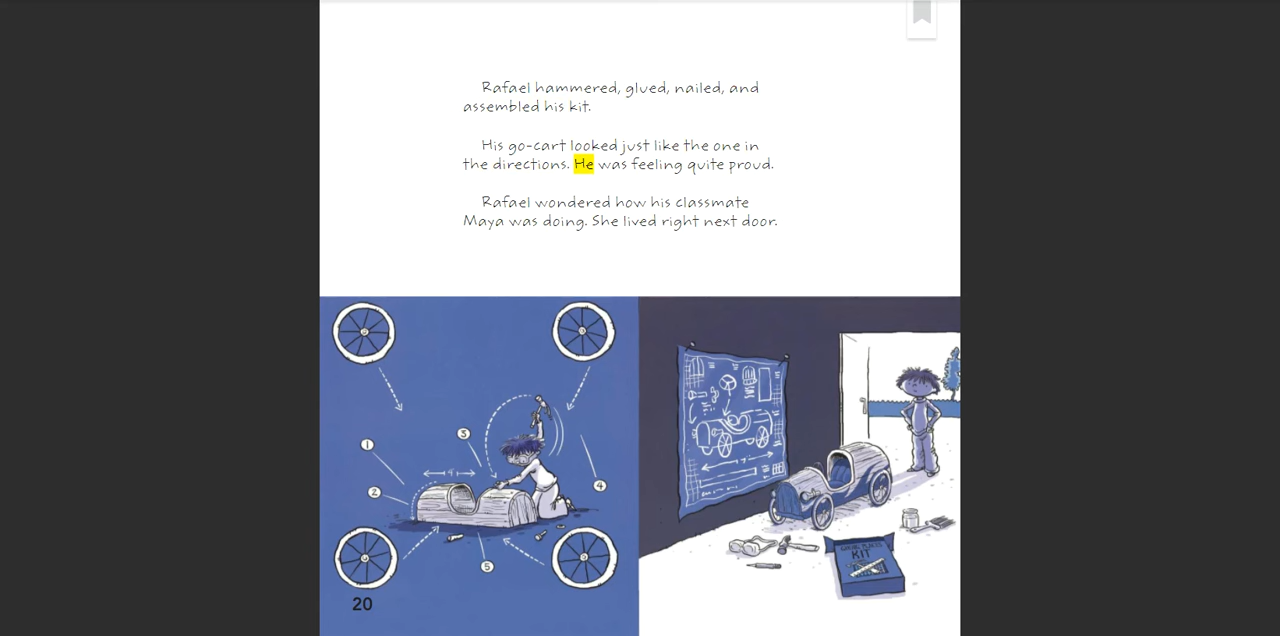 Rafael hammered, glued, nailed, and
assembled his kit.
His go-cart looked just like the one in
the directions. He was feeling quite proud.
Rafael wondered how his classmate
Maya was doing. She lived right next door.
1
2
3
4
5
KIT
20